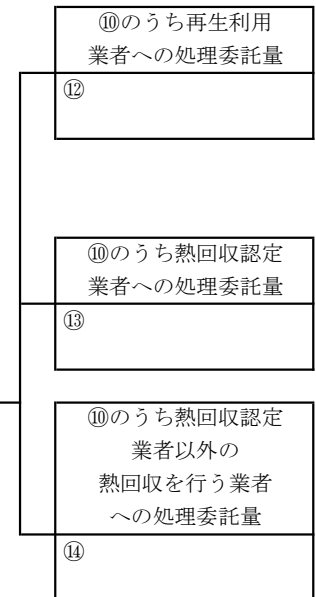 ⑩のうち再生利用
業者への処理委託量
⑫
⑩のうち熱回収認定
業者への処理委託量
⑬
⑩のうち熱回収認定
業者以外の
熱回収を行う業者
への処理委託量
⑭